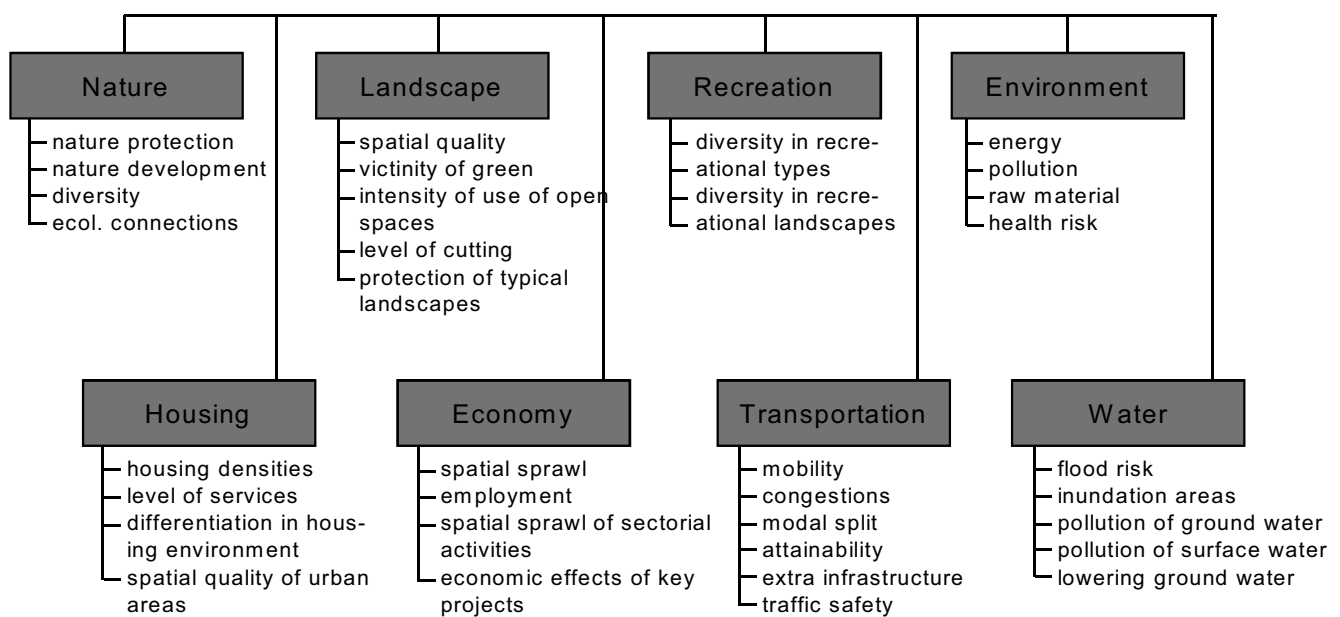 Nature
nature protection
nature development
diversity
ecol. connections
Landscape
spatial quality
victinity of green
intensity of use of open
spaces
level of cutting
protection of typical
landscapes
Recreation
diversity in recre-
ational types
diversity in recre-
ational landscapes
Environment
energy
pollution
raw material
health risk
Housing
housing densities
level of services
differentiation in hous-
ing environment
spatial quality of urban
areas
Economy
spatial sprawl
employment
spatial sprawl of sectorial
activities
economic effects of key
projects
Transportation
mobility
congestions
modal split
attainability
extra infrastructure
traffic safety
Water
flood risk
inundation areas
pollution of ground water
pollution of surface water
lowering ground water